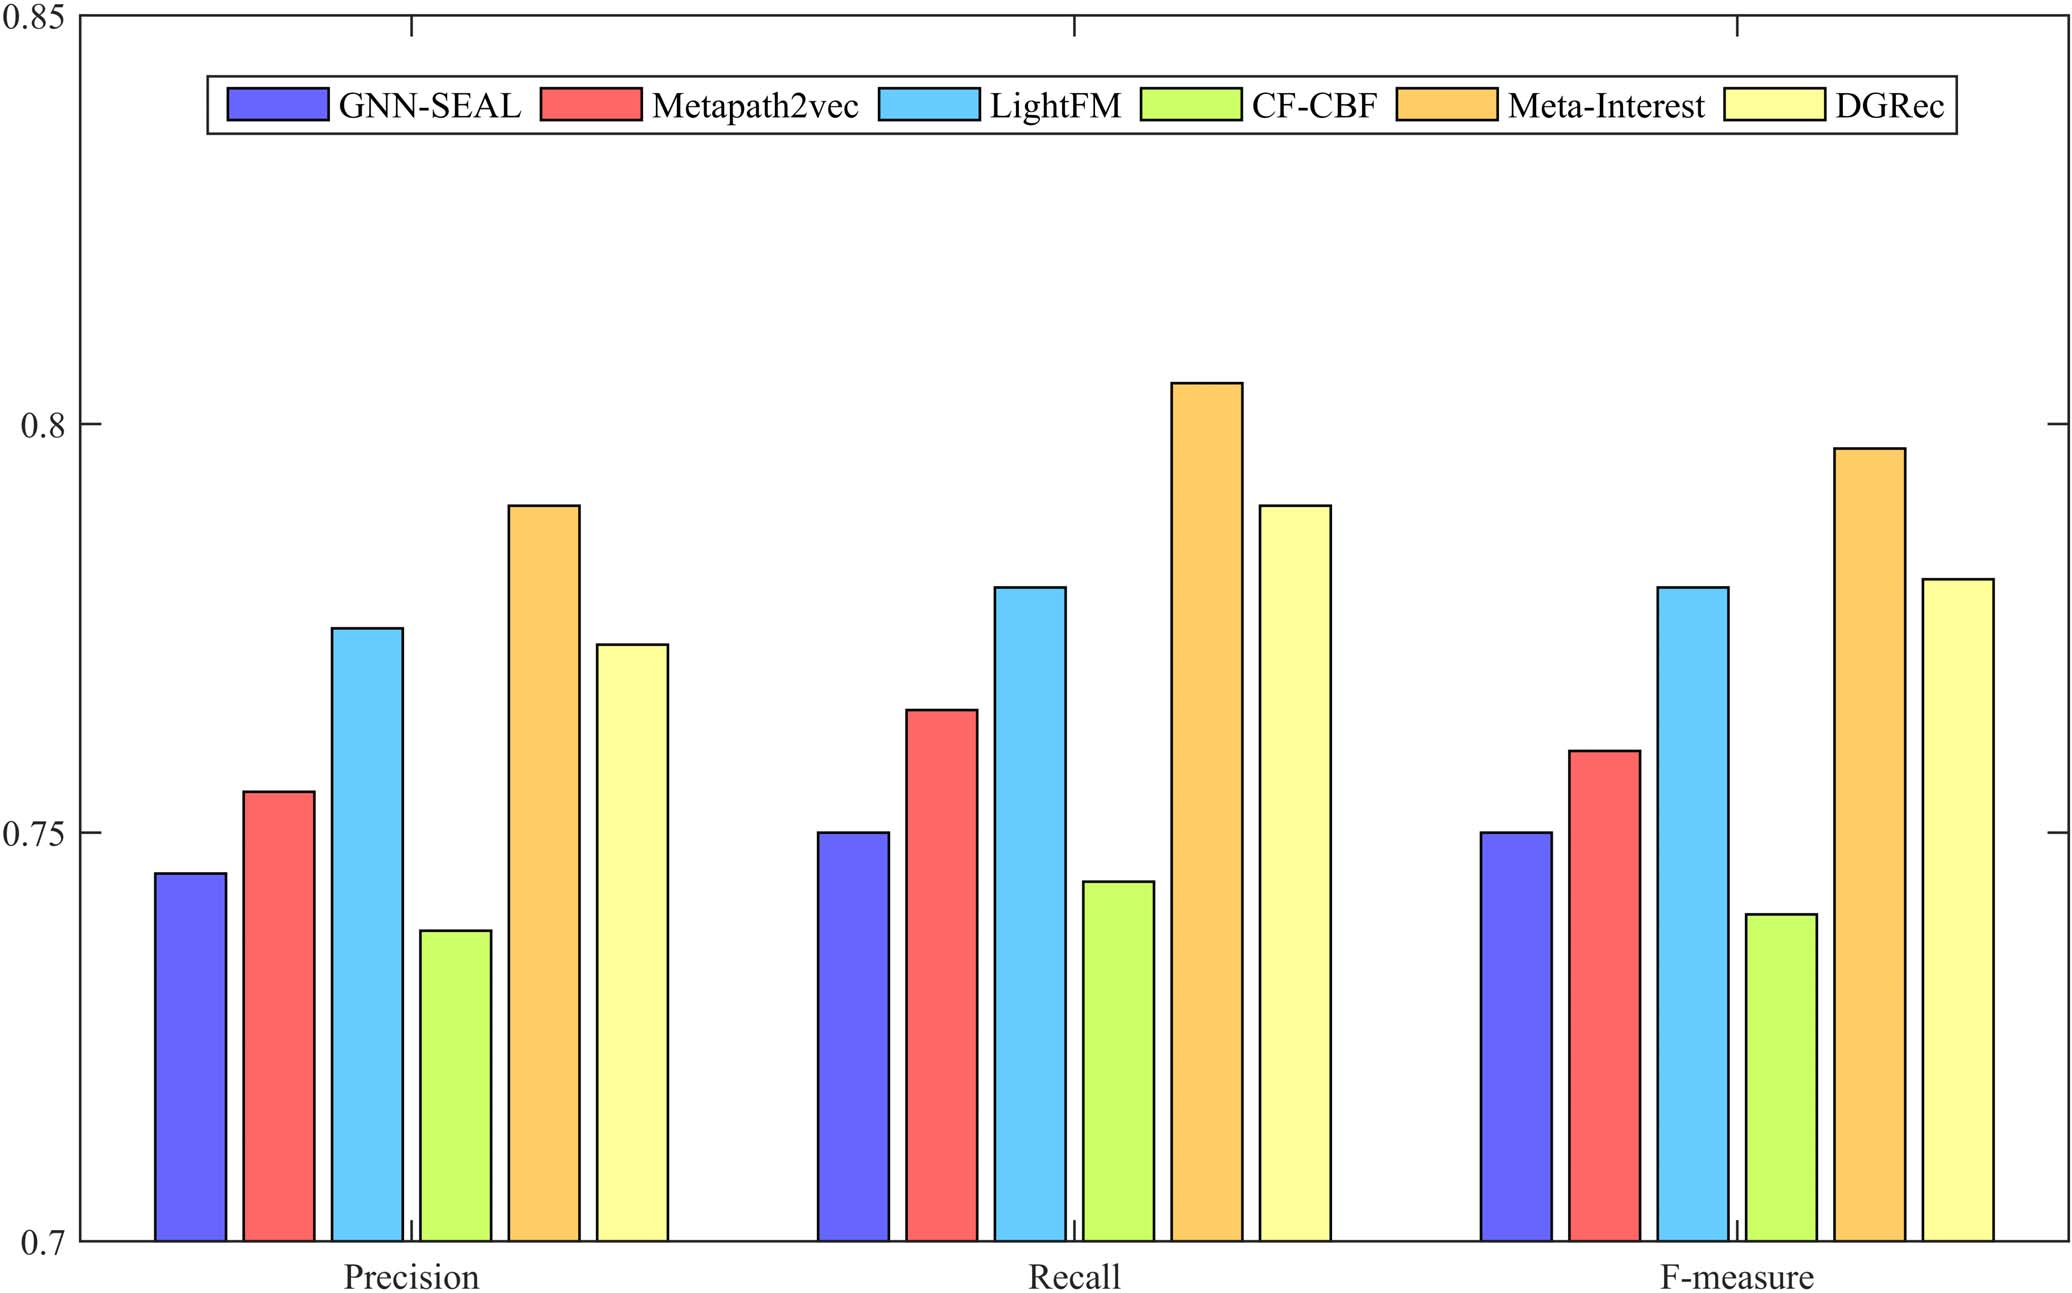 0.85
GNN-SEAL Metapath2vec LightFM CF-CBF Meta-Interest DGRec
0.8
0.75
0.7
Precision Recall F-measure